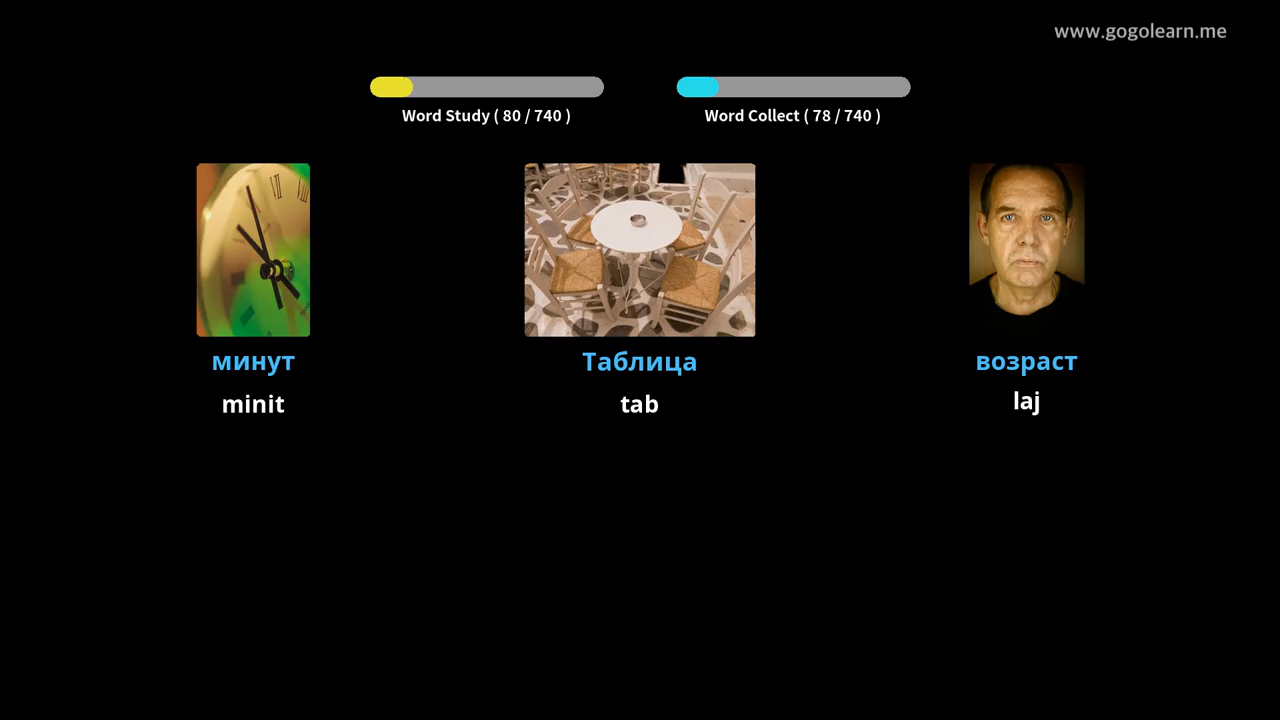 www.gogolearn.me
Word Study ( 80 / 740 )
Word Collect ( 78 / 740 )
минут
Таблица
возраст
minit
tab
laj